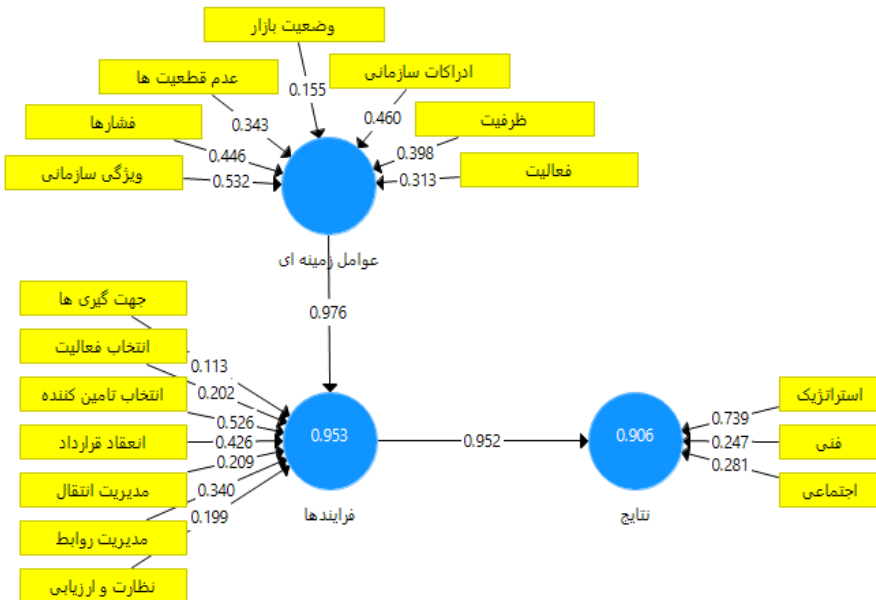 وضعیت بازار
عدم قطعیت ها
ادراکات سازمانی
فشارها
ظرفیت
ویژگی سازمانی
فعالیت
0.155
0.343
0.460
0.446
0.398
0.532
0.313
عوامل زمینه ای
0.976
جهت گیری ها
انتخاب فعالیت
انتخاب تامین کننده
انعقاد قرارداد
مدیریت انتقال
مدیریت روابط
نظارت و ارزیابی
0.113
0.202
0.526
0.426
0.209
0.340
0.199
0.953
فرایندها
0.952
0.906
نتایج
0.739
0.247
0.281
استراتژیک
فنی
اجتماعی